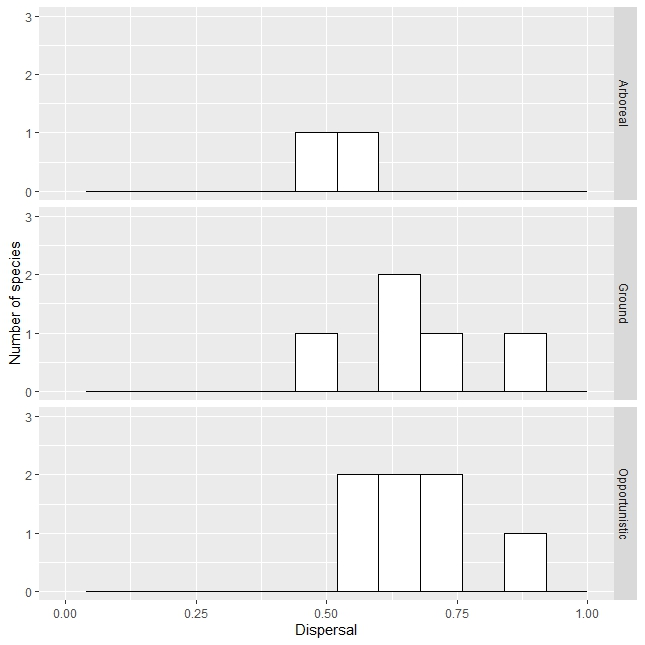 3
2
1
0
Arboreal
3
2
1
0
Ground
Number of species
3
2
1
0
Opportunistic
0.00 0.25 0.50 0.75 1.00
Dispersal